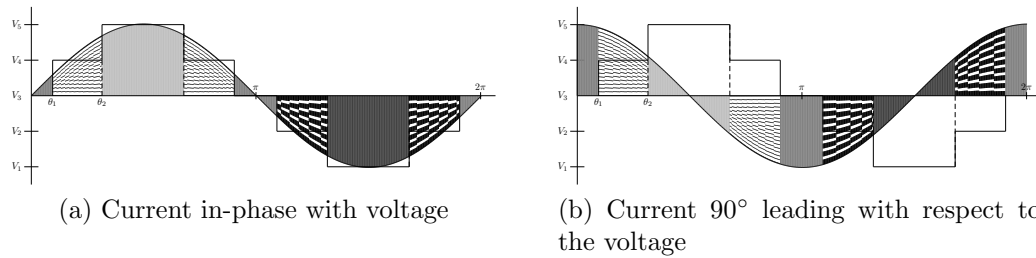 V₅
V₄
V₃
V₂
V₁
θ₁
θ₂
π
2π
(a) Current in-phase with voltage
V₅
V₄
V₃
V₂
V₁
θ₁
θ₂
π
2π
(b) Current 90° leading with respect to
the voltage